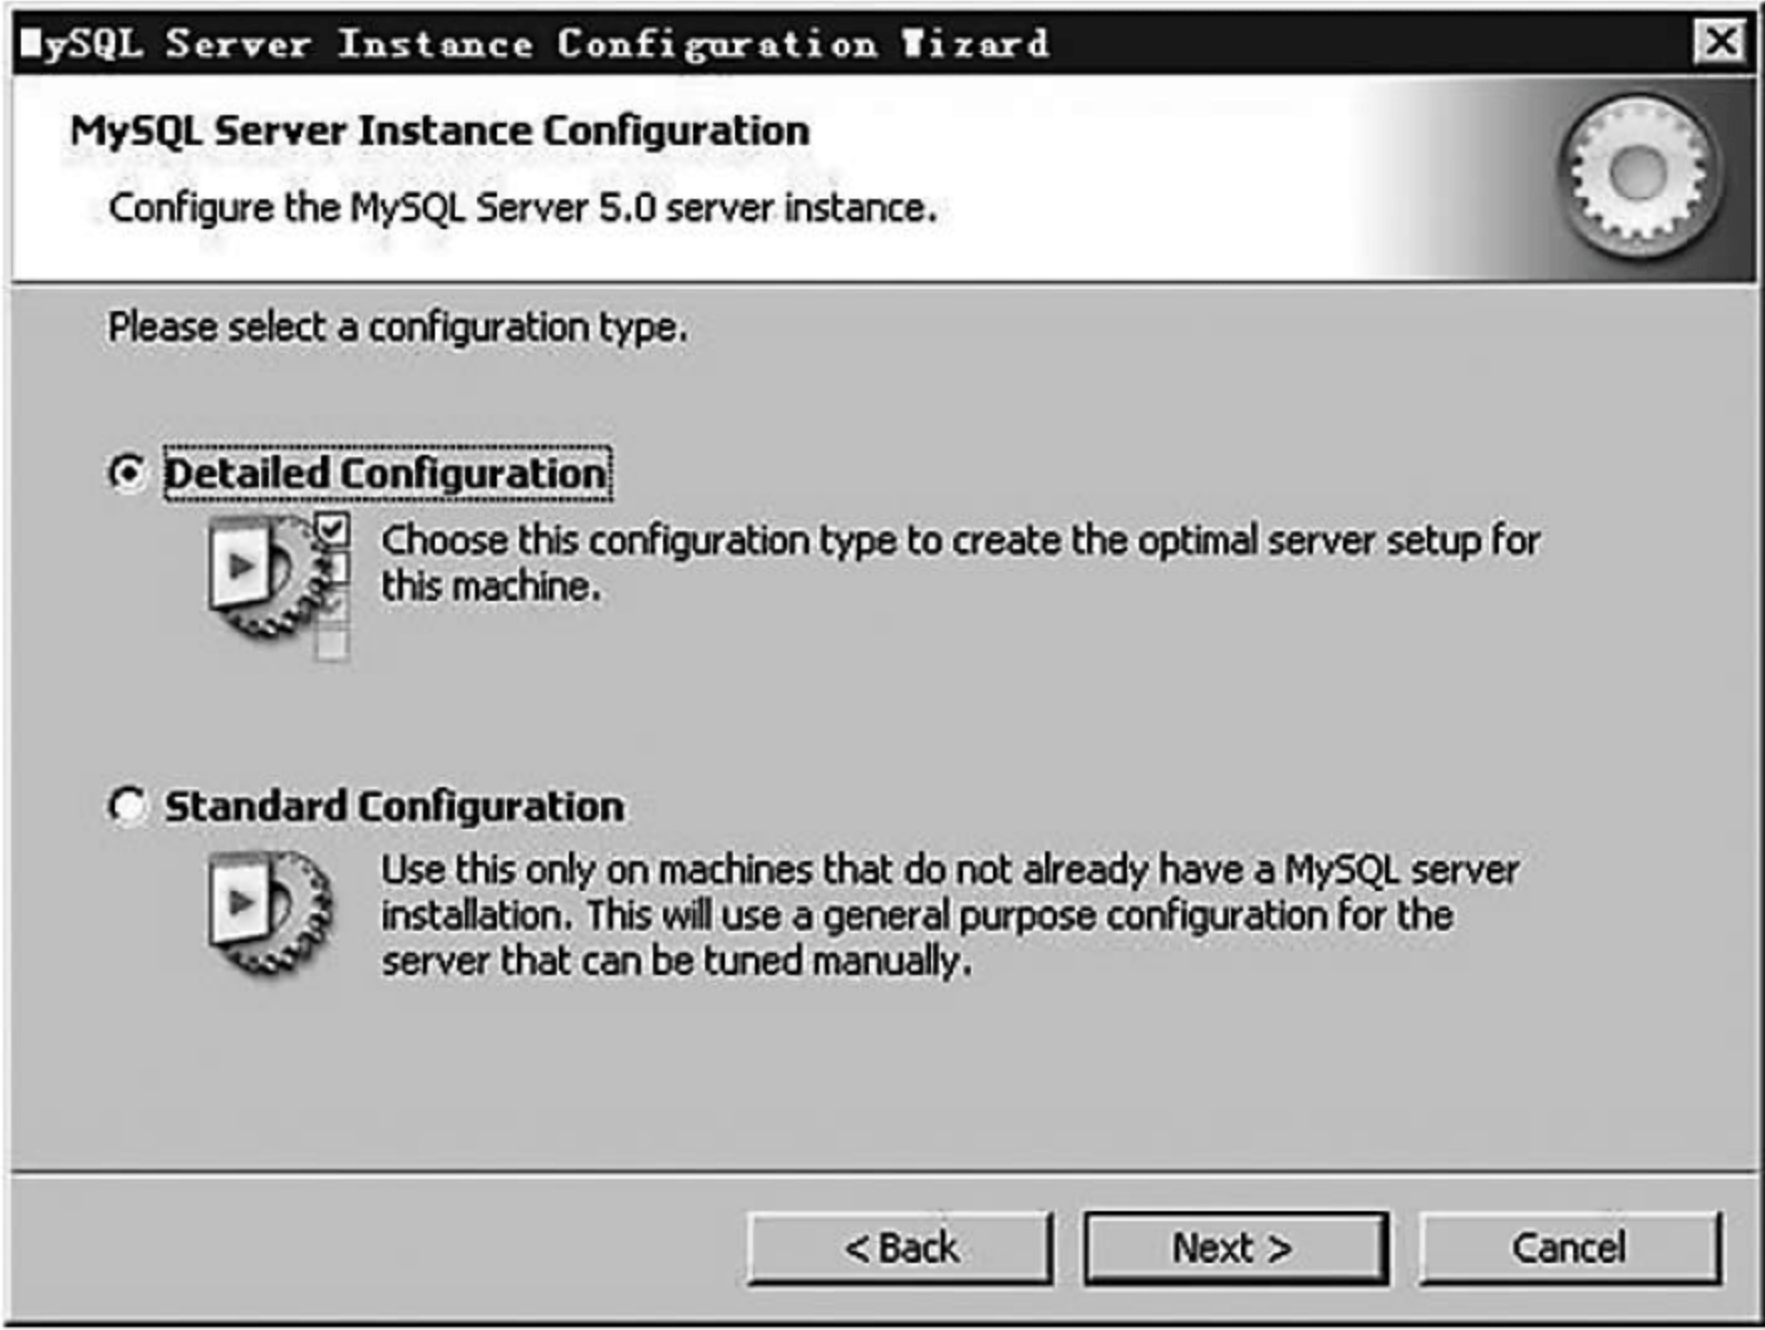 MySQL Server Instance Configuration Wizard
MySQL Server Instance Configuration
Configure the MySQL Server 5.0 server instance.
Please select a configuration type.
Detailed Configuration
Choose this configuration type to create the optimal server setup for
this machine.
Standard Configuration
Use this only on machines that do not already have a MySQL server
installation. This will use a general purpose configuration for the
server that can be tuned manually.
< Back
Next >
Cancel